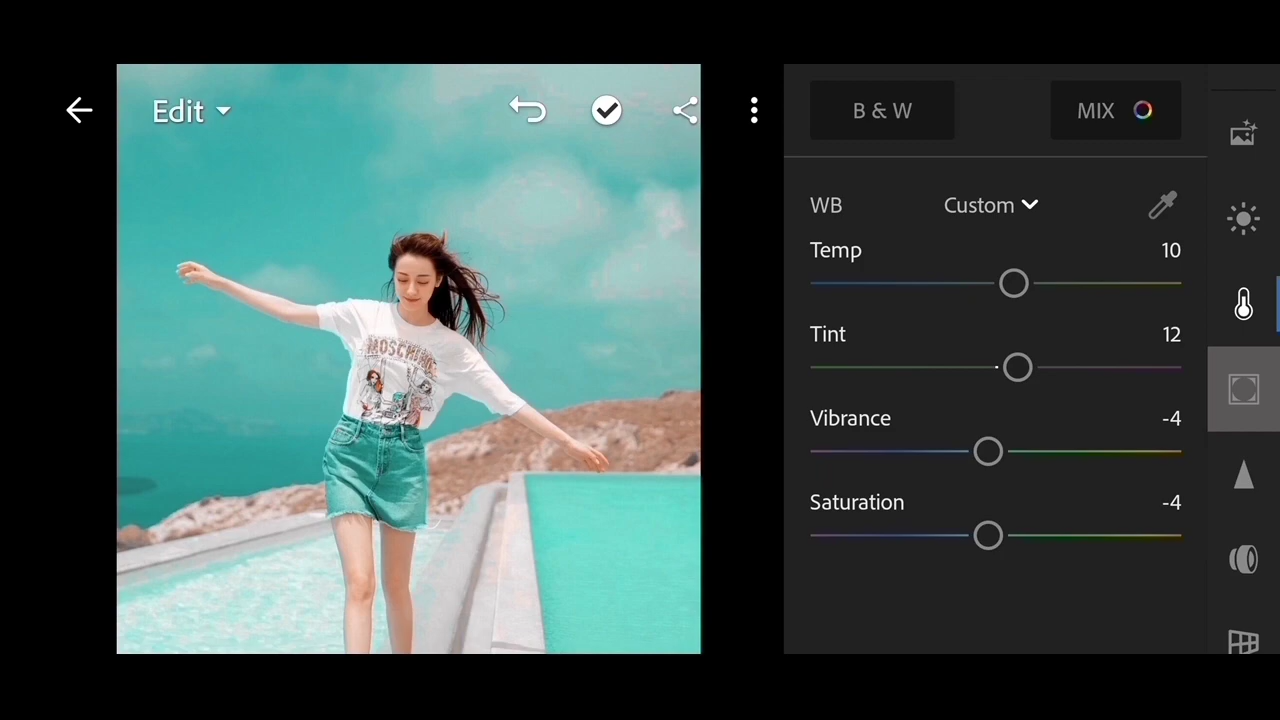 Edit
B & W
MIX
WB
Custom
Temp
10
Tint
12
Vibrance
-4
Saturation
-4
MOSCHINO